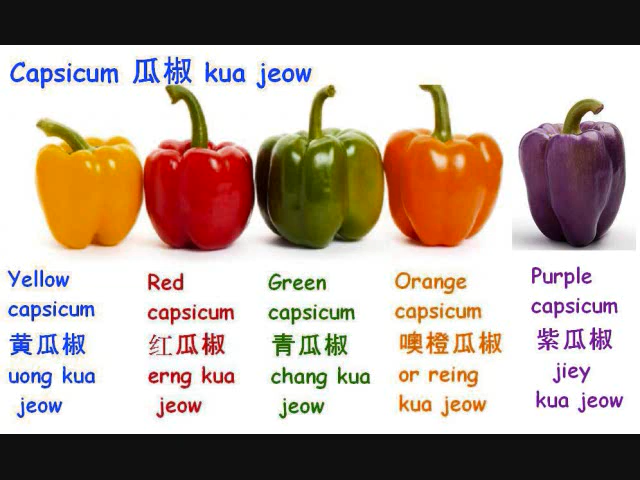 Capsicum 瓜椒 kua jeow
Yellow
capsicum
黄瓜椒
uong kua
jeow
Red
capsicum
红瓜椒
erng kua
jeow
Green
capsicum
青瓜椒
chang kua
jeow
Orange
capsicum
噢橙瓜椒
or reing
kua jeow
Purple
capsicum
紫瓜椒
jiey
kua jeow